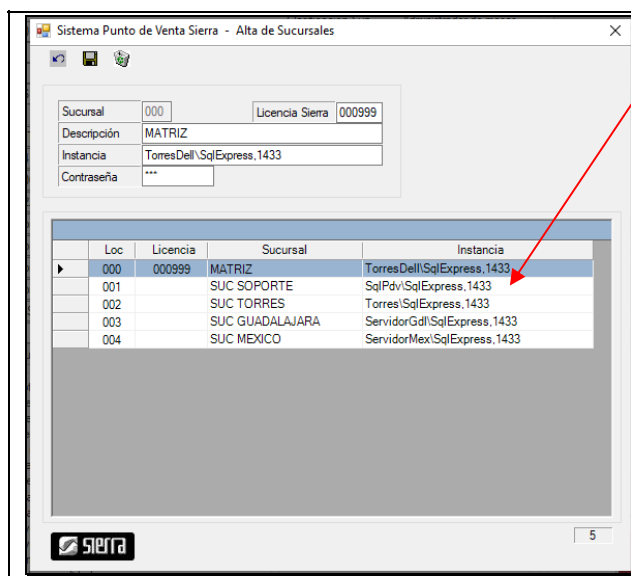 Sistema Punto de Venta Sierra - Alta de Sucursales
Sucursal 000 Licencia Sierra 000999
Descripción MATRIZ
Instancia TorresDell\SqlExpress,1433
Contraseña ***
Loc Licencia Sucursal Instancia
000 000999 MATRIZ TorresDell\SqlExpress,1433
001 SUC SOPORTE SqlPdv\SqlExpress,1433
002 SUC TORRES Torres\SqlExpress,1433
003 SUC GUADALAJARA ServidorGdl\SqlExpress,1433
004 SUC MEXICO ServidorMex\SqlExpress,1433
5
sierra